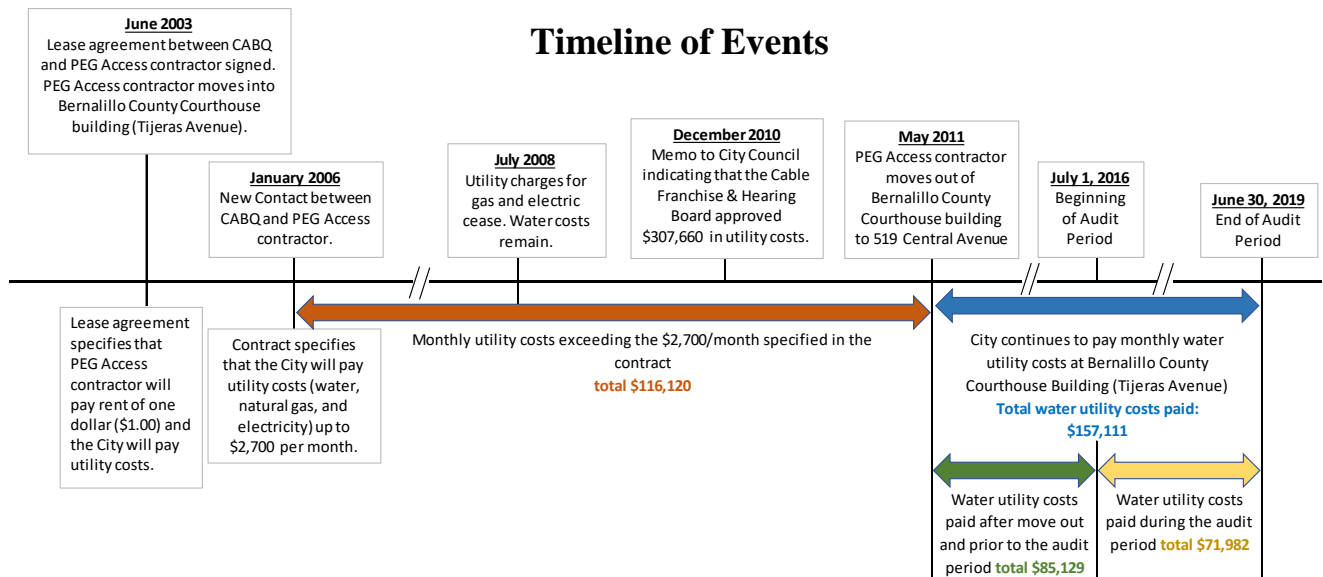 Timeline of Events
June 2003
Lease agreement between CABQ
and PEG Access contractor signed.
PEG Access contractor moves into
Bernalillo County Courthouse
building (Tijeras Avenue).
January 2006
New Contact between
CABQ and PEG Access
contractor.
July 2008
Utility charges for
gas and electric
cease. Water costs
remain.
December 2010
Memo to City Council
indicating that the Cable
Franchise & Hearing
Board approved
$307,660 in utility costs.
May 2011
PEG Access contractor
moves out of
Bernalillo County
Courthouse building
to 519 Central Avenue
July 1, 2016
Beginning
of Audit
Period
June 30, 2019
End of Audit
Period
Lease agreement
specifies that
PEG Access
contractor will
pay rent of one
dollar ($1.00) and
the City will pay
utility costs.
Contract specifies
that the City will pay
utility costs (water,
natural gas, and
electricity) up to
$2,700 per month.
Monthly utility costs exceeding the $2,700/month specified in the
contract
total $116,120
City continues to pay monthly water
utility costs at Bernalillo County
Courthouse Building (Tijeras Avenue)
Total water utility costs paid:
$157,111
Water utility costs
paid after move out
and prior to the audit
period total $85,129
Water utility costs
paid during the audit
period total $71,982